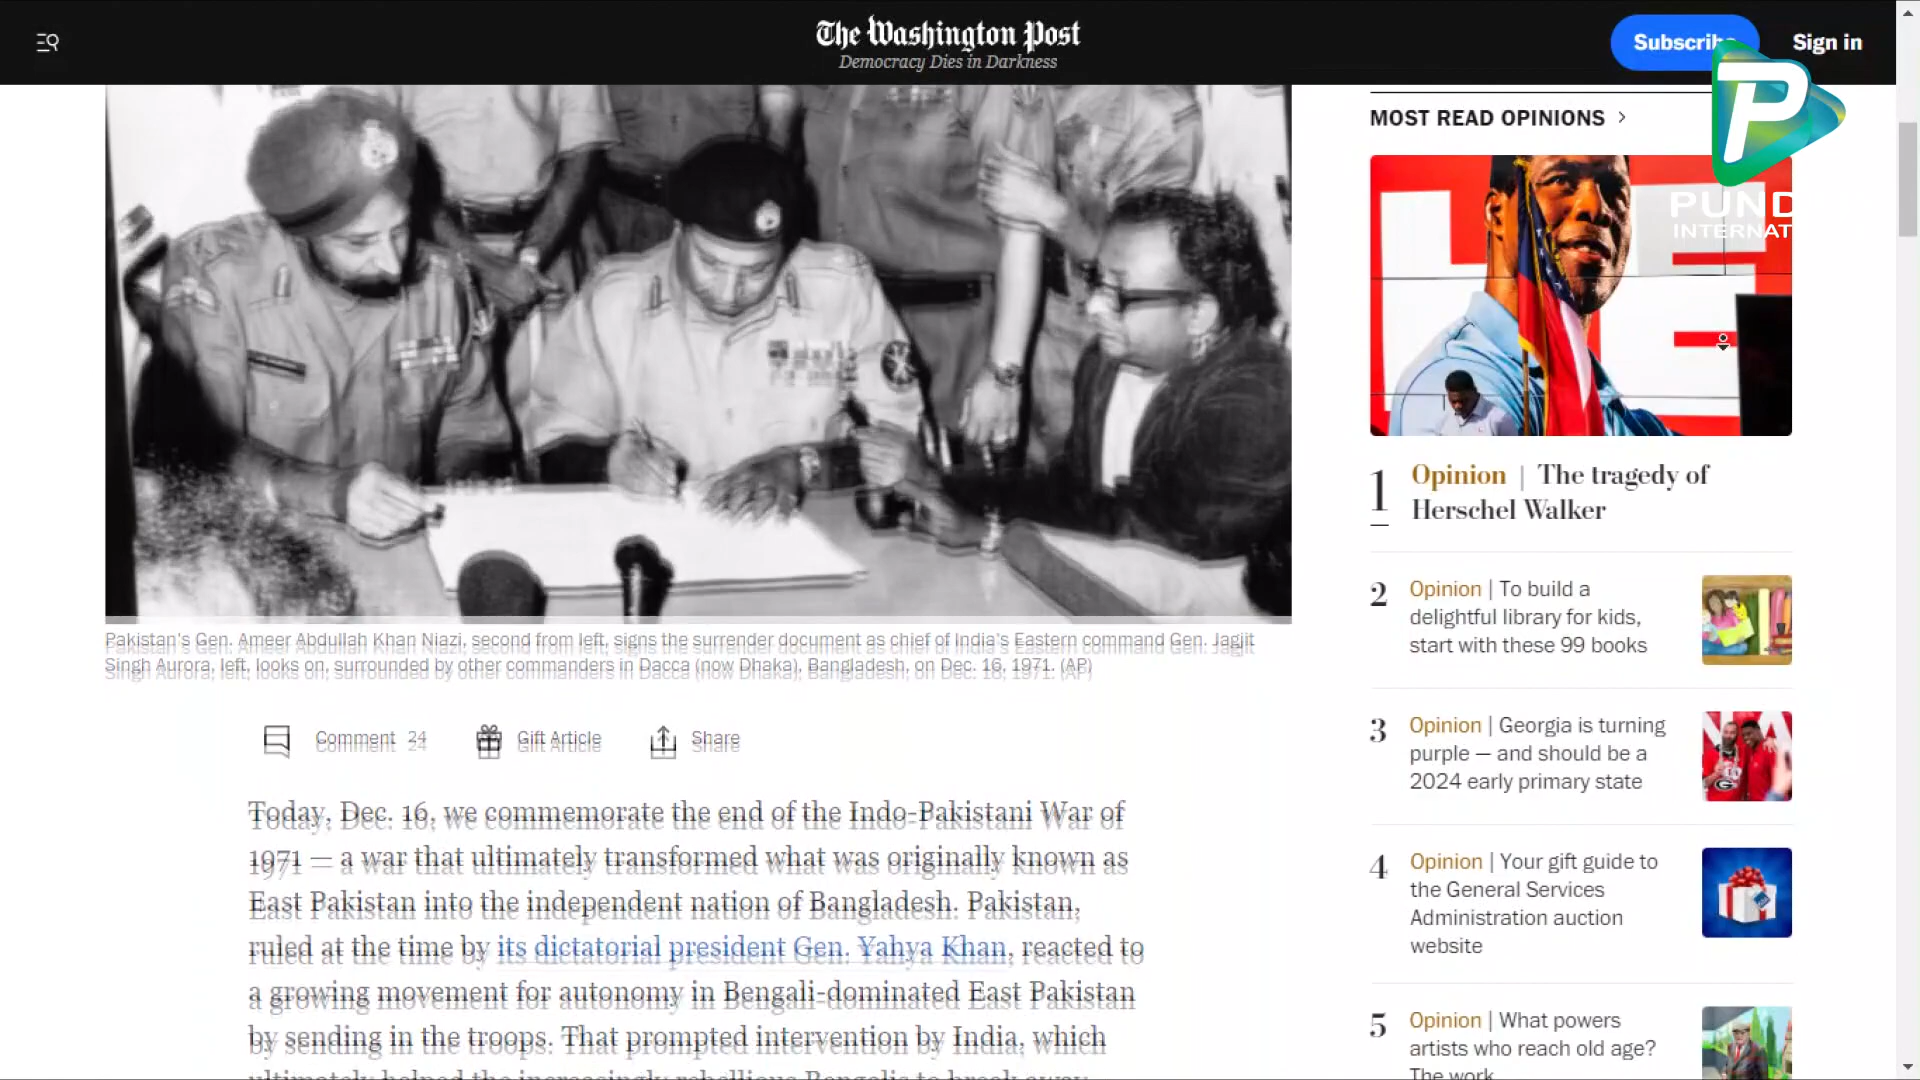 The Washington Post
Democracy Dies in Darkness
Subscribe
Sign in
PUND
INTERNAT
Pakistan's Gen. Ameer Abdullah Khan Niazi, second from left, signs the surrender document as chief of India's Eastern command Gen. Jagjit
Singh Aurora, left, looks on, surrounded by other commanders in Dacca (now Dhaka), Bangladesh, on Dec. 16, 1971. (AP)
Comment 24
Gift Article
Share
Today, Dec. 16, we commemorate the end of the Indo-Pakistani War of
1971 — a war that ultimately transformed what was originally known as
East Pakistan into the independent nation of Bangladesh. Pakistan,
ruled at the time by its dictatorial president Gen. Yahya Khan, reacted to
a growing movement for autonomy in Bengali-dominated East Pakistan
by sending in the troops. That prompted intervention by India, which
ultimately helped the increasingly rebellious Bengalis to break away
MOST READ OPINIONS >
1 Opinion | The tragedy of
Herschel Walker
2 Opinion | To build a
delightful library for kids,
start with these 99 books
3 Opinion | Georgia is turning
purple — and should be a
2024 early primary state
4 Opinion | Your gift guide to
the General Services
Administration auction
website
5 Opinion | What powers
artists who reach old age?
The work